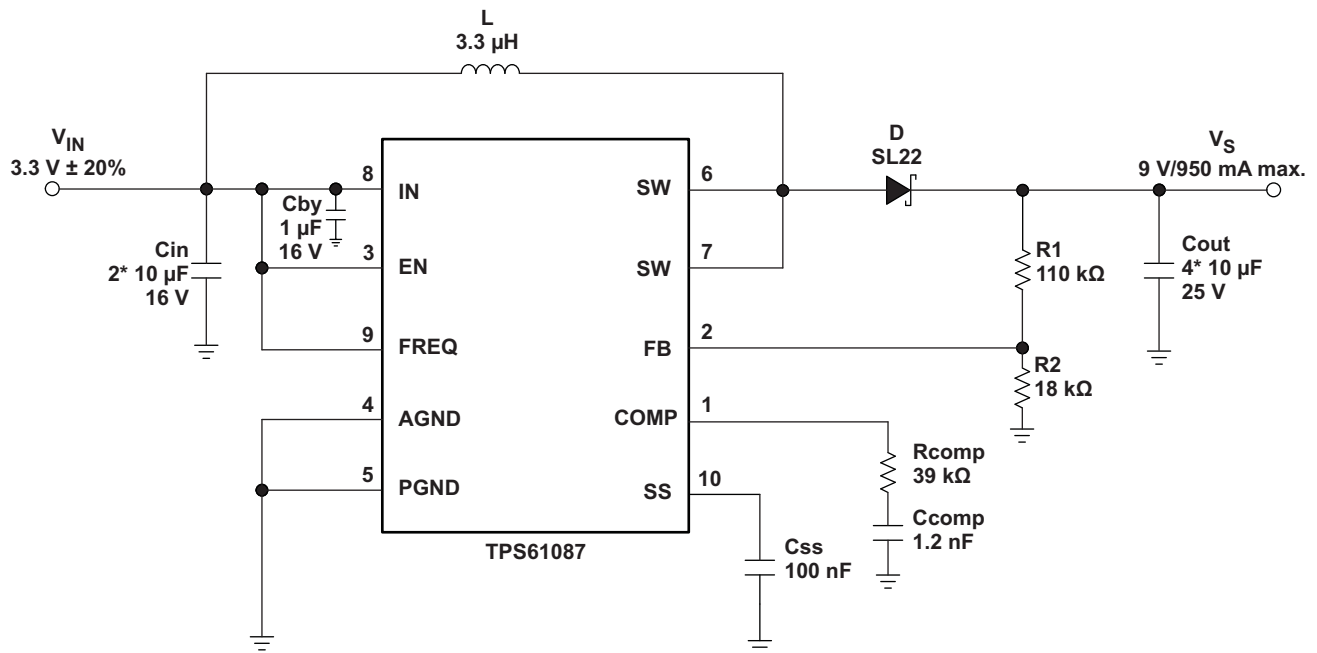 L
3.3 µH
V_IN
3.3 V ± 20%
D
SL22
V_S
9 V/950 mA max.
8
IN
SW
6
Cby
1 µF
16 V
Cin
2* 10 µF
16 V
3
EN
SW
7
R1
110 kΩ
Cout
4* 10 µF
25 V
9
FREQ
FB
2
R2
18 kΩ
4
AGND
COMP
1
Rcomp
39 kΩ
5
PGND
SS
10
Ccomp
1.2 nF
TPS61087
Css
100 nF